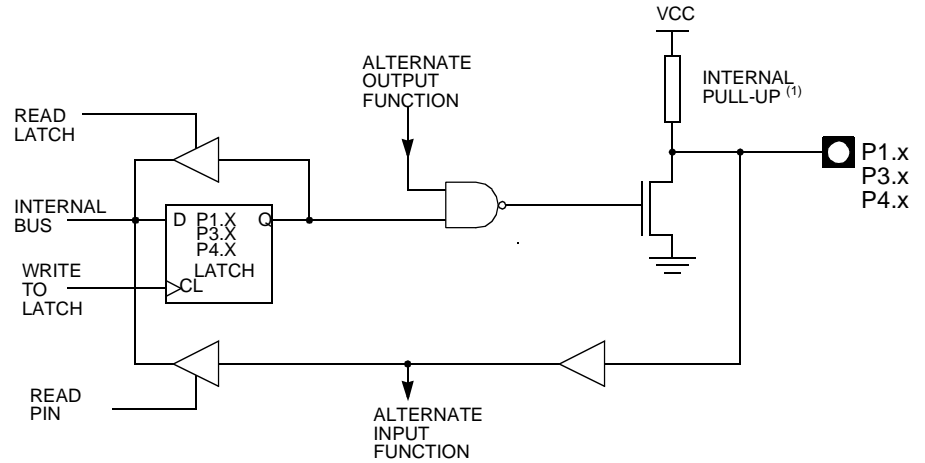 VCC
ALTERNATE
OUTPUT
FUNCTION
INTERNAL
PULL-UP (1)
READ
LATCH
P1.x
P3.x
P4.x
INTERNAL
BUS
D P1.X Q
P3.X
P4.X
LATCH
CL
WRITE
TO
LATCH
READ
PIN
ALTERNATE
INPUT
FUNCTION